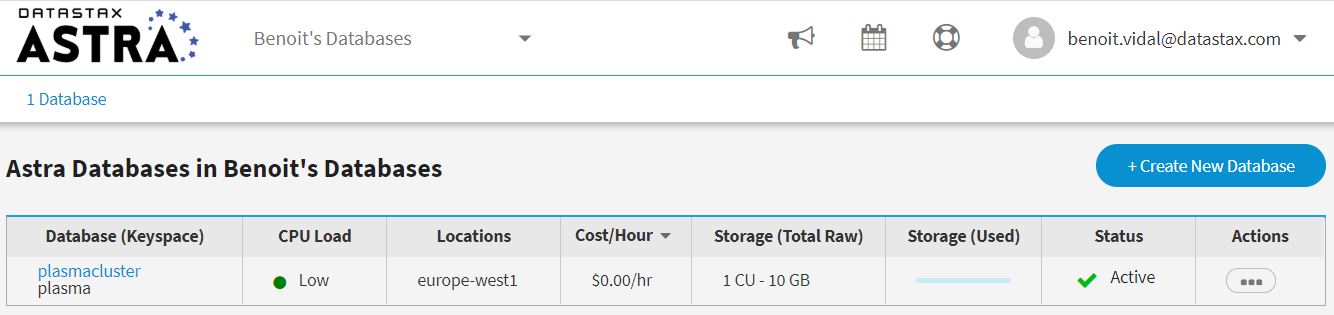 DATASTAX
ASTRA
Benoit's Databases
benoit.vidal@datastax.com
1 Database
Astra Databases in Benoit's Databases
+ Create New Database
Database (Keyspace) CPU Load Locations Cost/Hour Storage (Total Raw) Storage (Used) Status Actions
plasmacluster Low europe-west1 $0.00/hr 1 CU - 10 GB Active
plasma